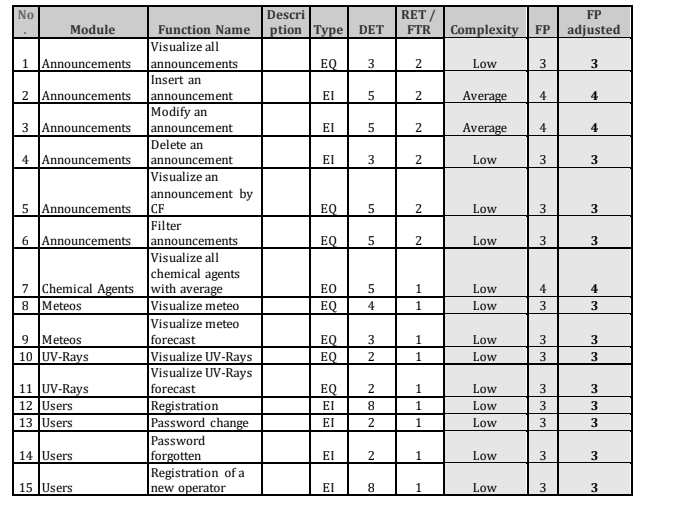 No . Module Function Name Descri ption Type DET RET / FTR Complexity FP FP adjusted
1 Announcements Visualize all announcements EQ 3 2 Low 3 3
2 Announcements Insert an announcement EI 5 2 Average 4 4
3 Announcements Modify an announcement EI 5 2 Average 4 4
4 Announcements Delete an announcement EI 3 2 Low 3 3
5 Announcements Visualize an announcement by CF EQ 5 2 Low 3 3
6 Announcements Filter announcements EQ 5 2 Low 3 3
7 Chemical Agents Visualize all chemical agents with average EO 5 1 Low 4 4
8 Meteos Visualize meteo EQ 4 1 Low 3 3
9 Meteos Visualize meteo forecast EQ 3 1 Low 3 3
10 UV-Rays Visualize UV-Rays EQ 2 1 Low 3 3
11 UV-Rays Visualize UV-Rays forecast EQ 2 1 Low 3 3
12 Users Registration EI 8 1 Low 3 3
13 Users Password change EI 2 1 Low 3 3
14 Users Password forgotten EI 2 1 Low 3 3
15 Users Registration of a new operator EI 8 1 Low 3 3